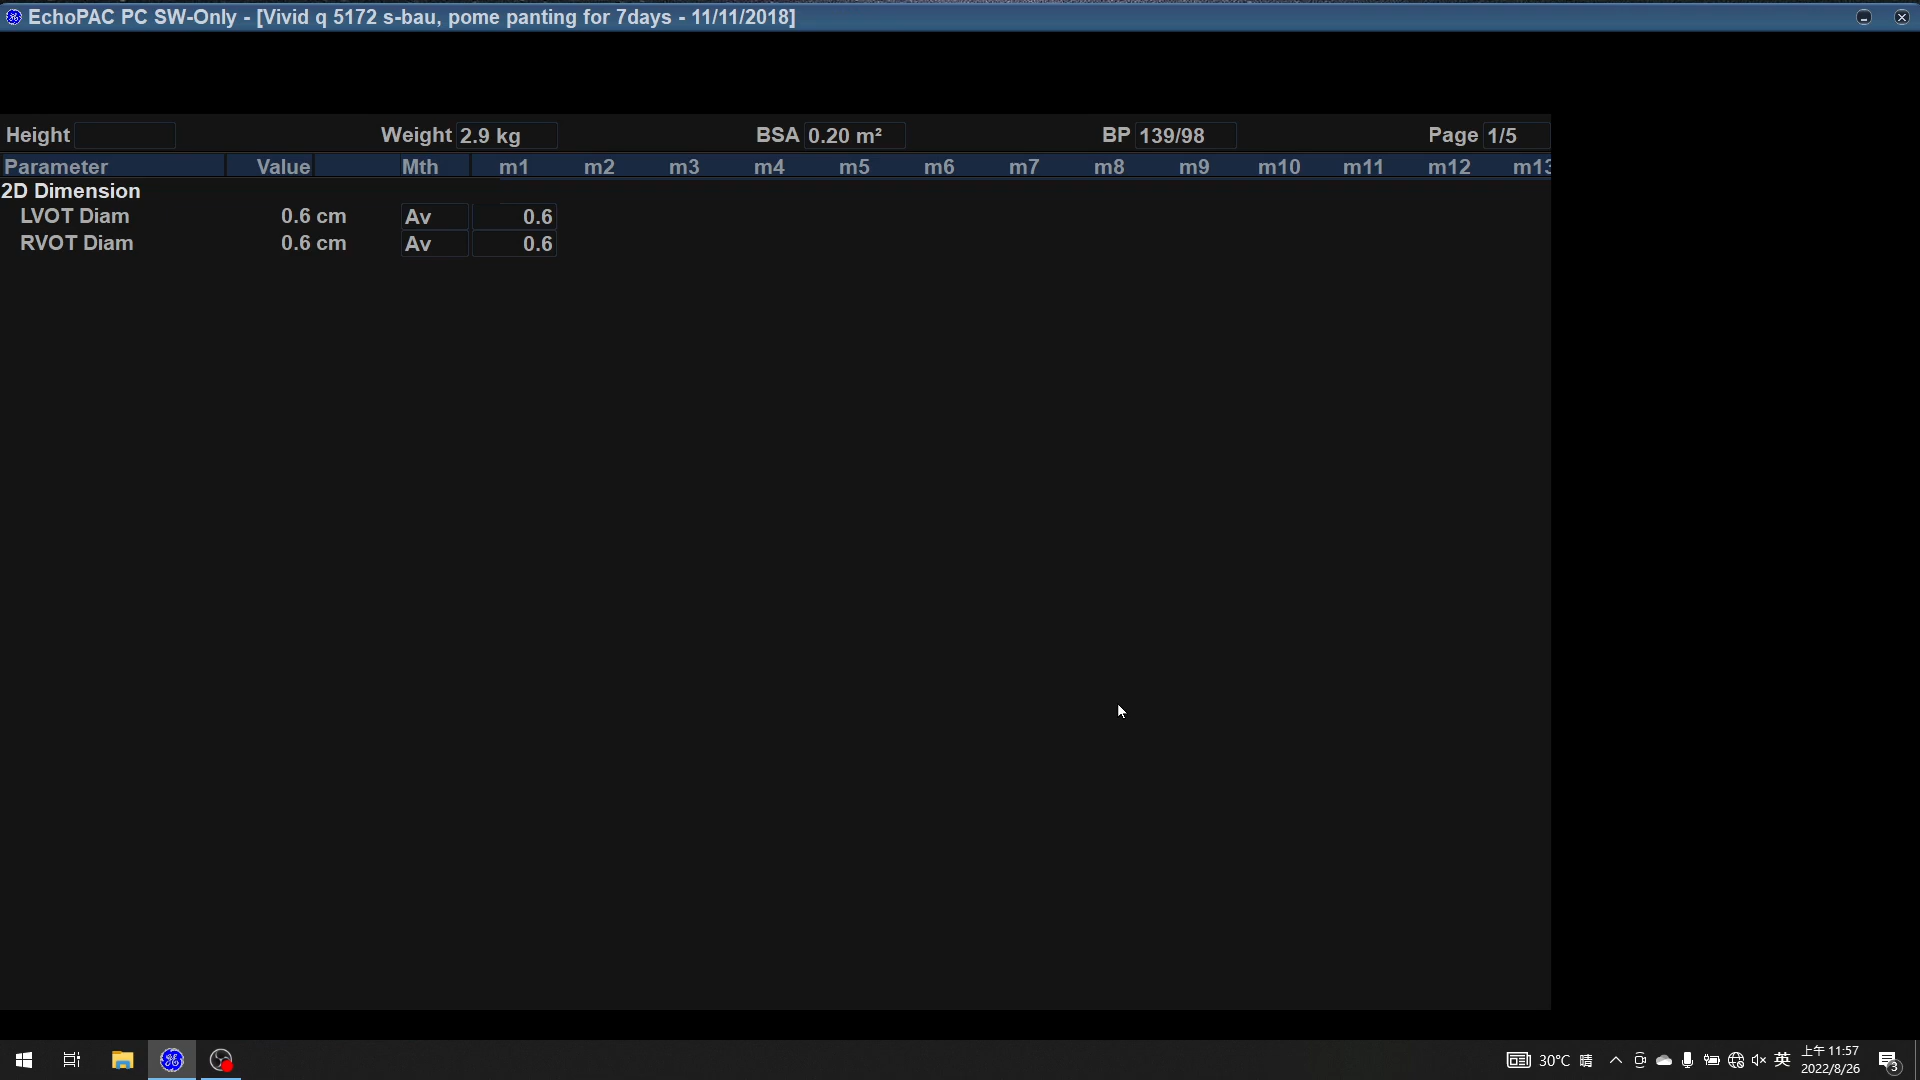 EchoPAC PC SW-Only - [Vivid q 5172 s-bau, pome panting for 7days - 11/11/2018]
Height Weight 2.9 kg BSA 0.20 m² BP 139/98 Page 1/5
Parameter Value Mth m1 m2 m3 m4 m5 m6 m7 m8 m9 m10 m11 m12 m13
2D Dimension
LVOT Diam 0.6 cm Av 0.6
RVOT Diam 0.6 cm Av 0.6
30°C 晴 英 上午 11:57
2022/8/26 3